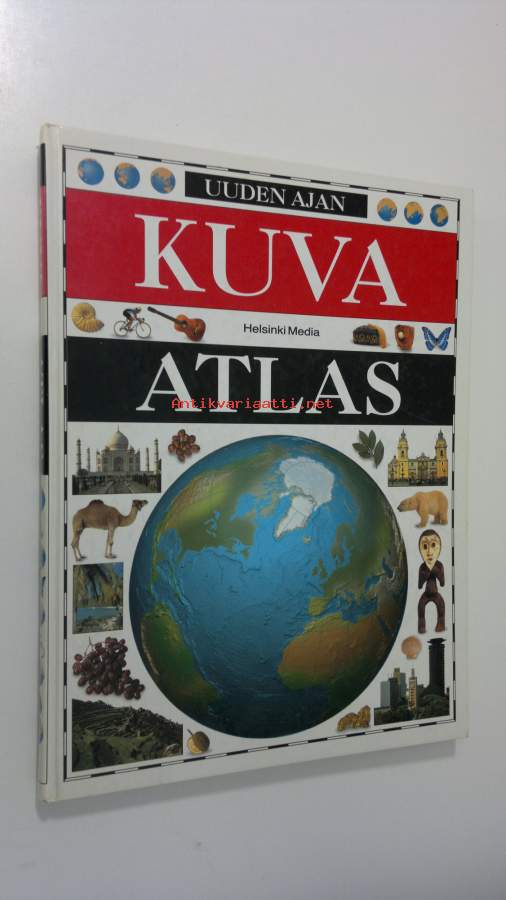 UUDEN AJAN
KUVA
Helsinki Media
ATLAS
Antikvariaatti.net